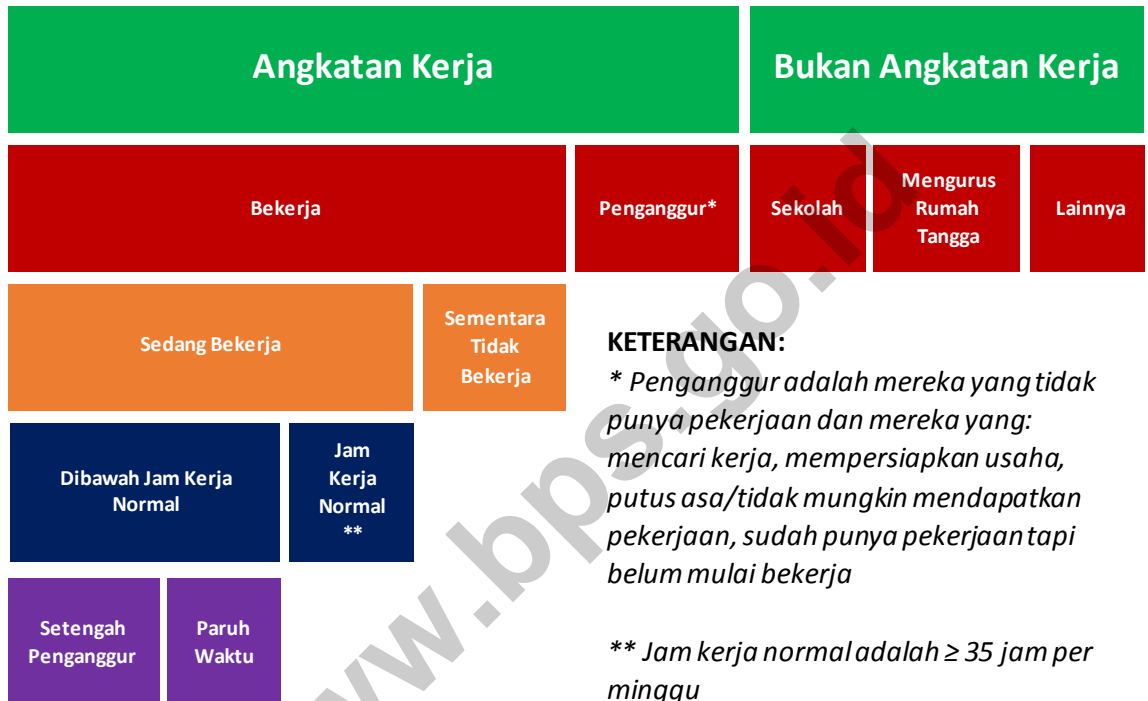 Angkatan Kerja
Bukan Angkatan Kerja
Bekerja
Penganggur*
Sekolah
Mengurus
Rumah
Tangga
Lainnya
Sedang Bekerja
Sementara
Tidak
Bekerja
Dibawah Jam Kerja
Normal
Jam
Kerja
Normal
**
Setengah
Penganggur
Paruh
Waktu
KETERANGAN:
* Penganggur adalah mereka yang tidak
punya pekerjaan dan mereka yang:
mencari kerja, mempersiapkan usaha,
putus asa/tidak mungkin mendapatkan
pekerjaan, sudah punya pekerjaan tapi
belum mulai bekerja
** Jam kerja normal adalah ≥ 35 jam per
minggu
www.bps.go.id